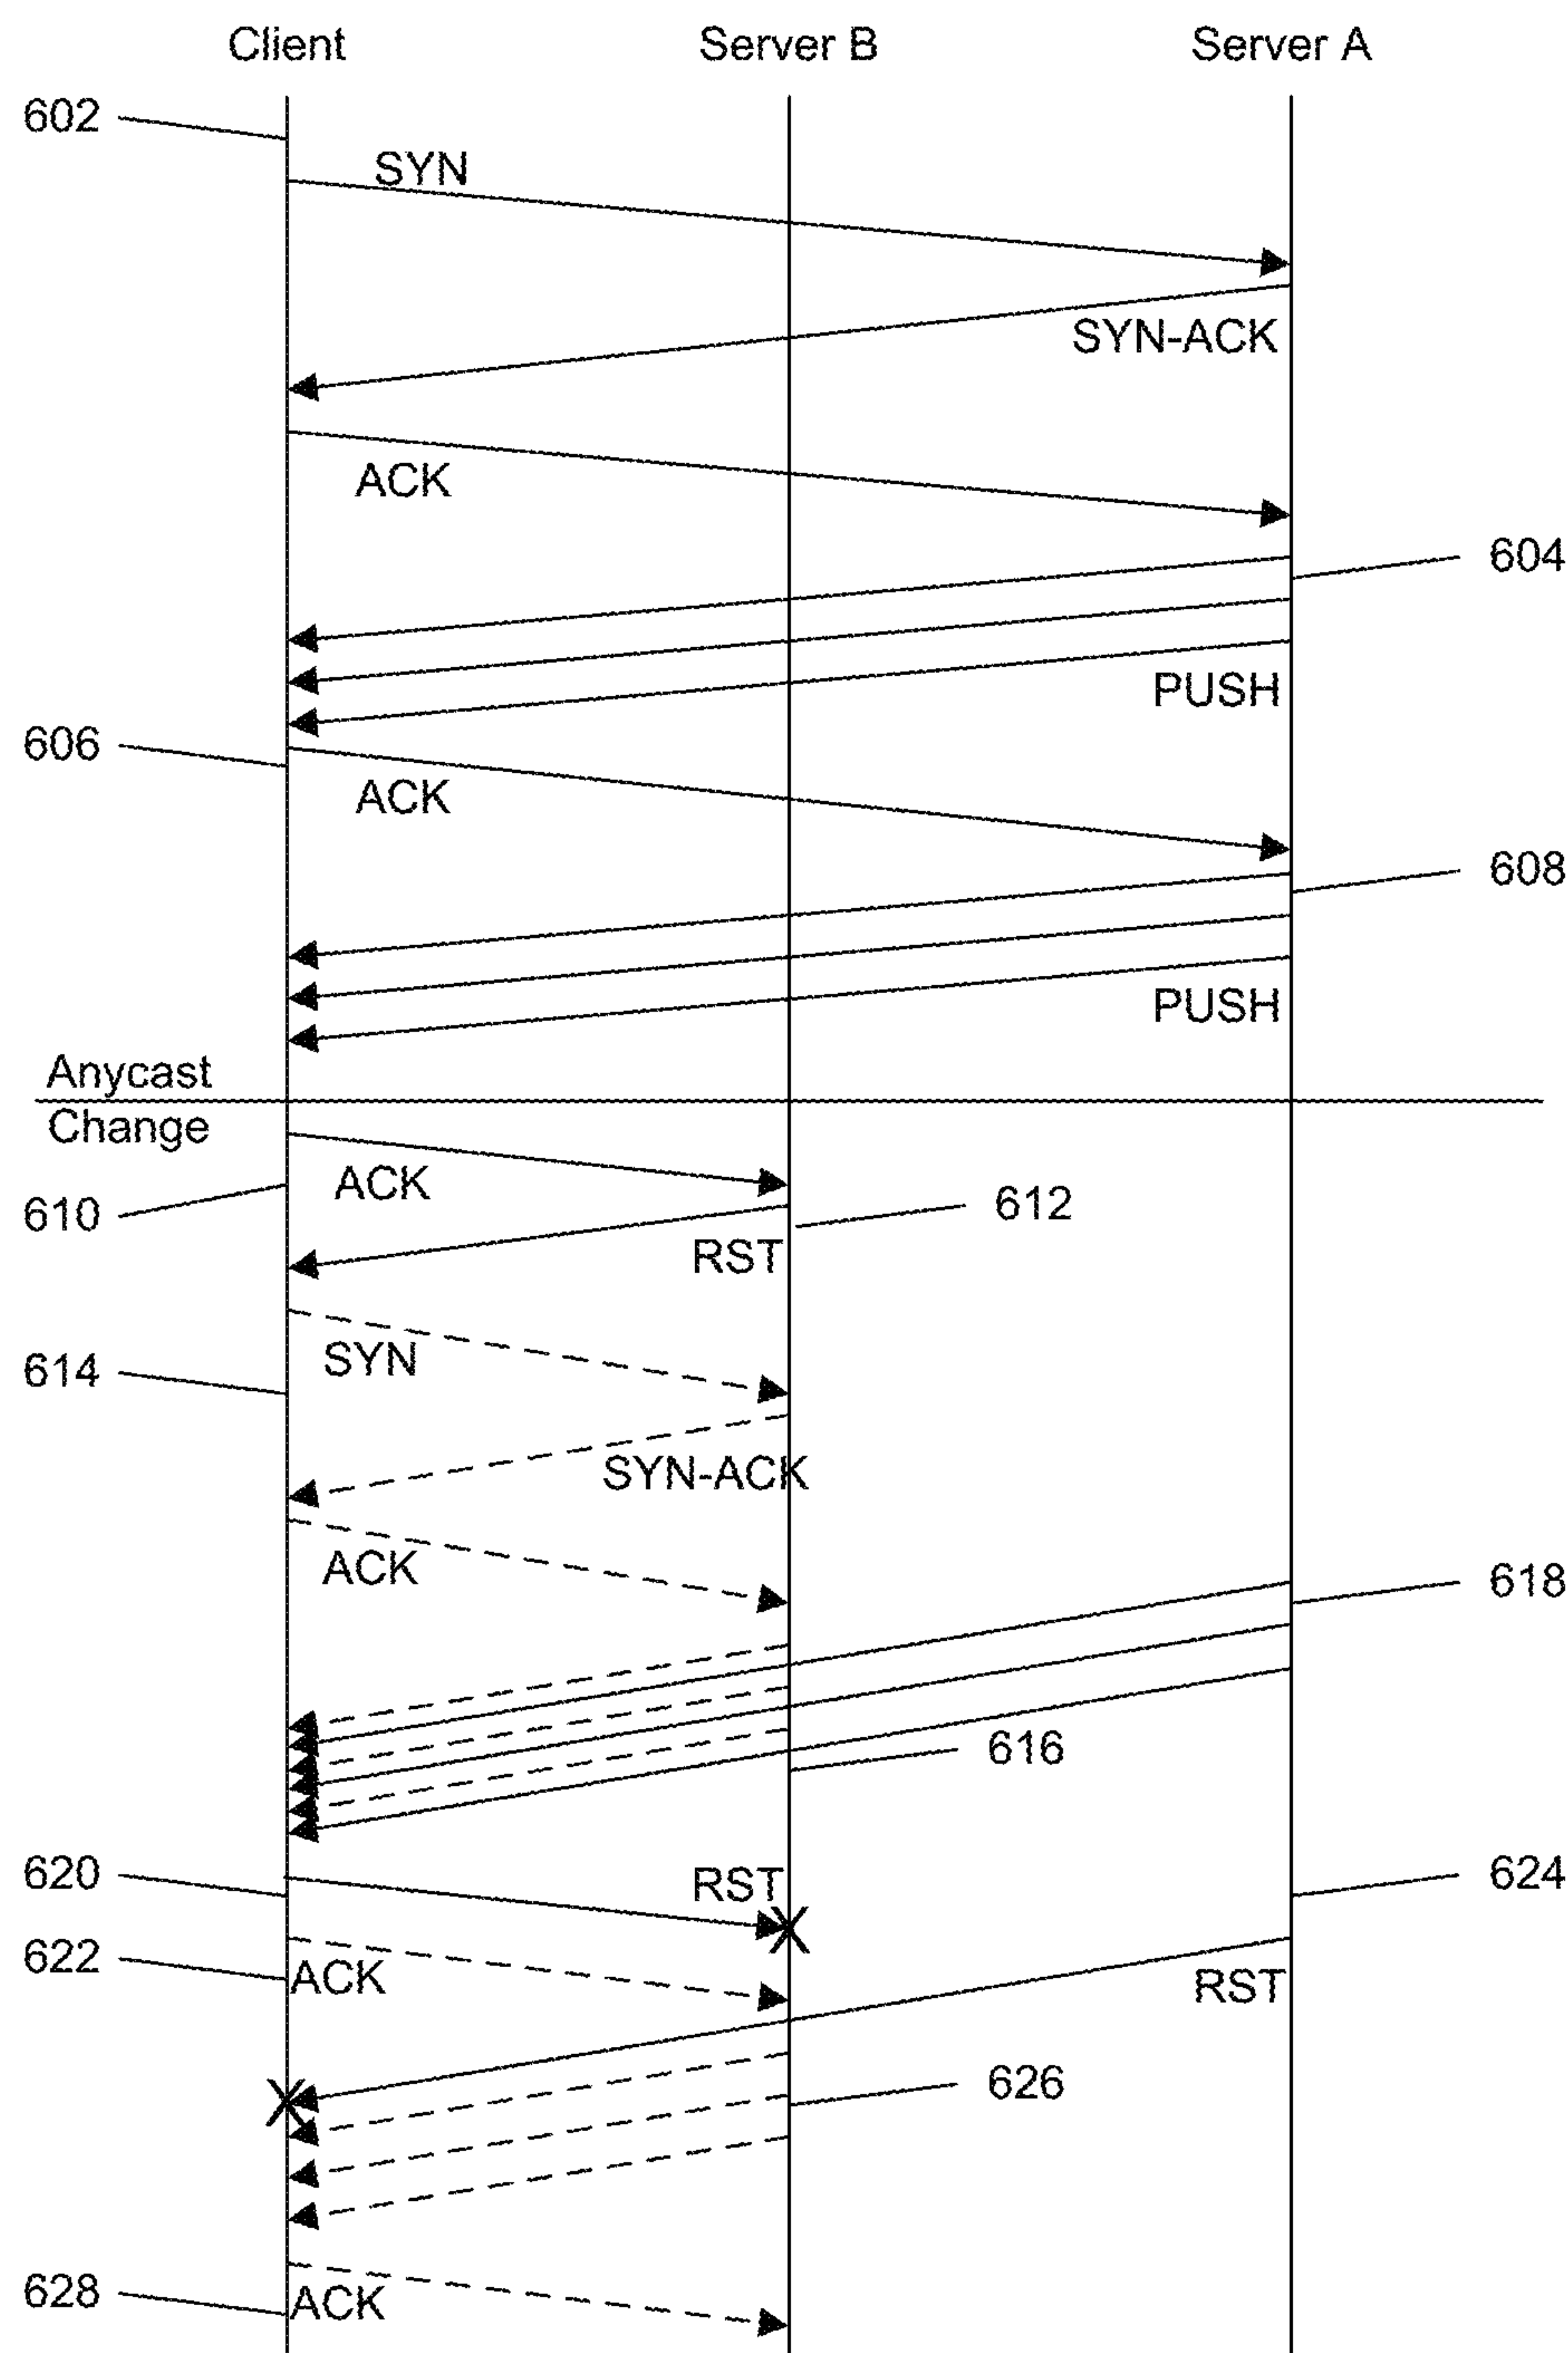 Client Server B Server A
602
SYN
SYN-ACK
ACK
604
PUSH
606
ACK
608
PUSH
Anycast
Change
ACK
610
612
RST
SYN
614
SYN-ACK
ACK
618
616
620
RST
624
622
ACK
RST
626
628
ACK